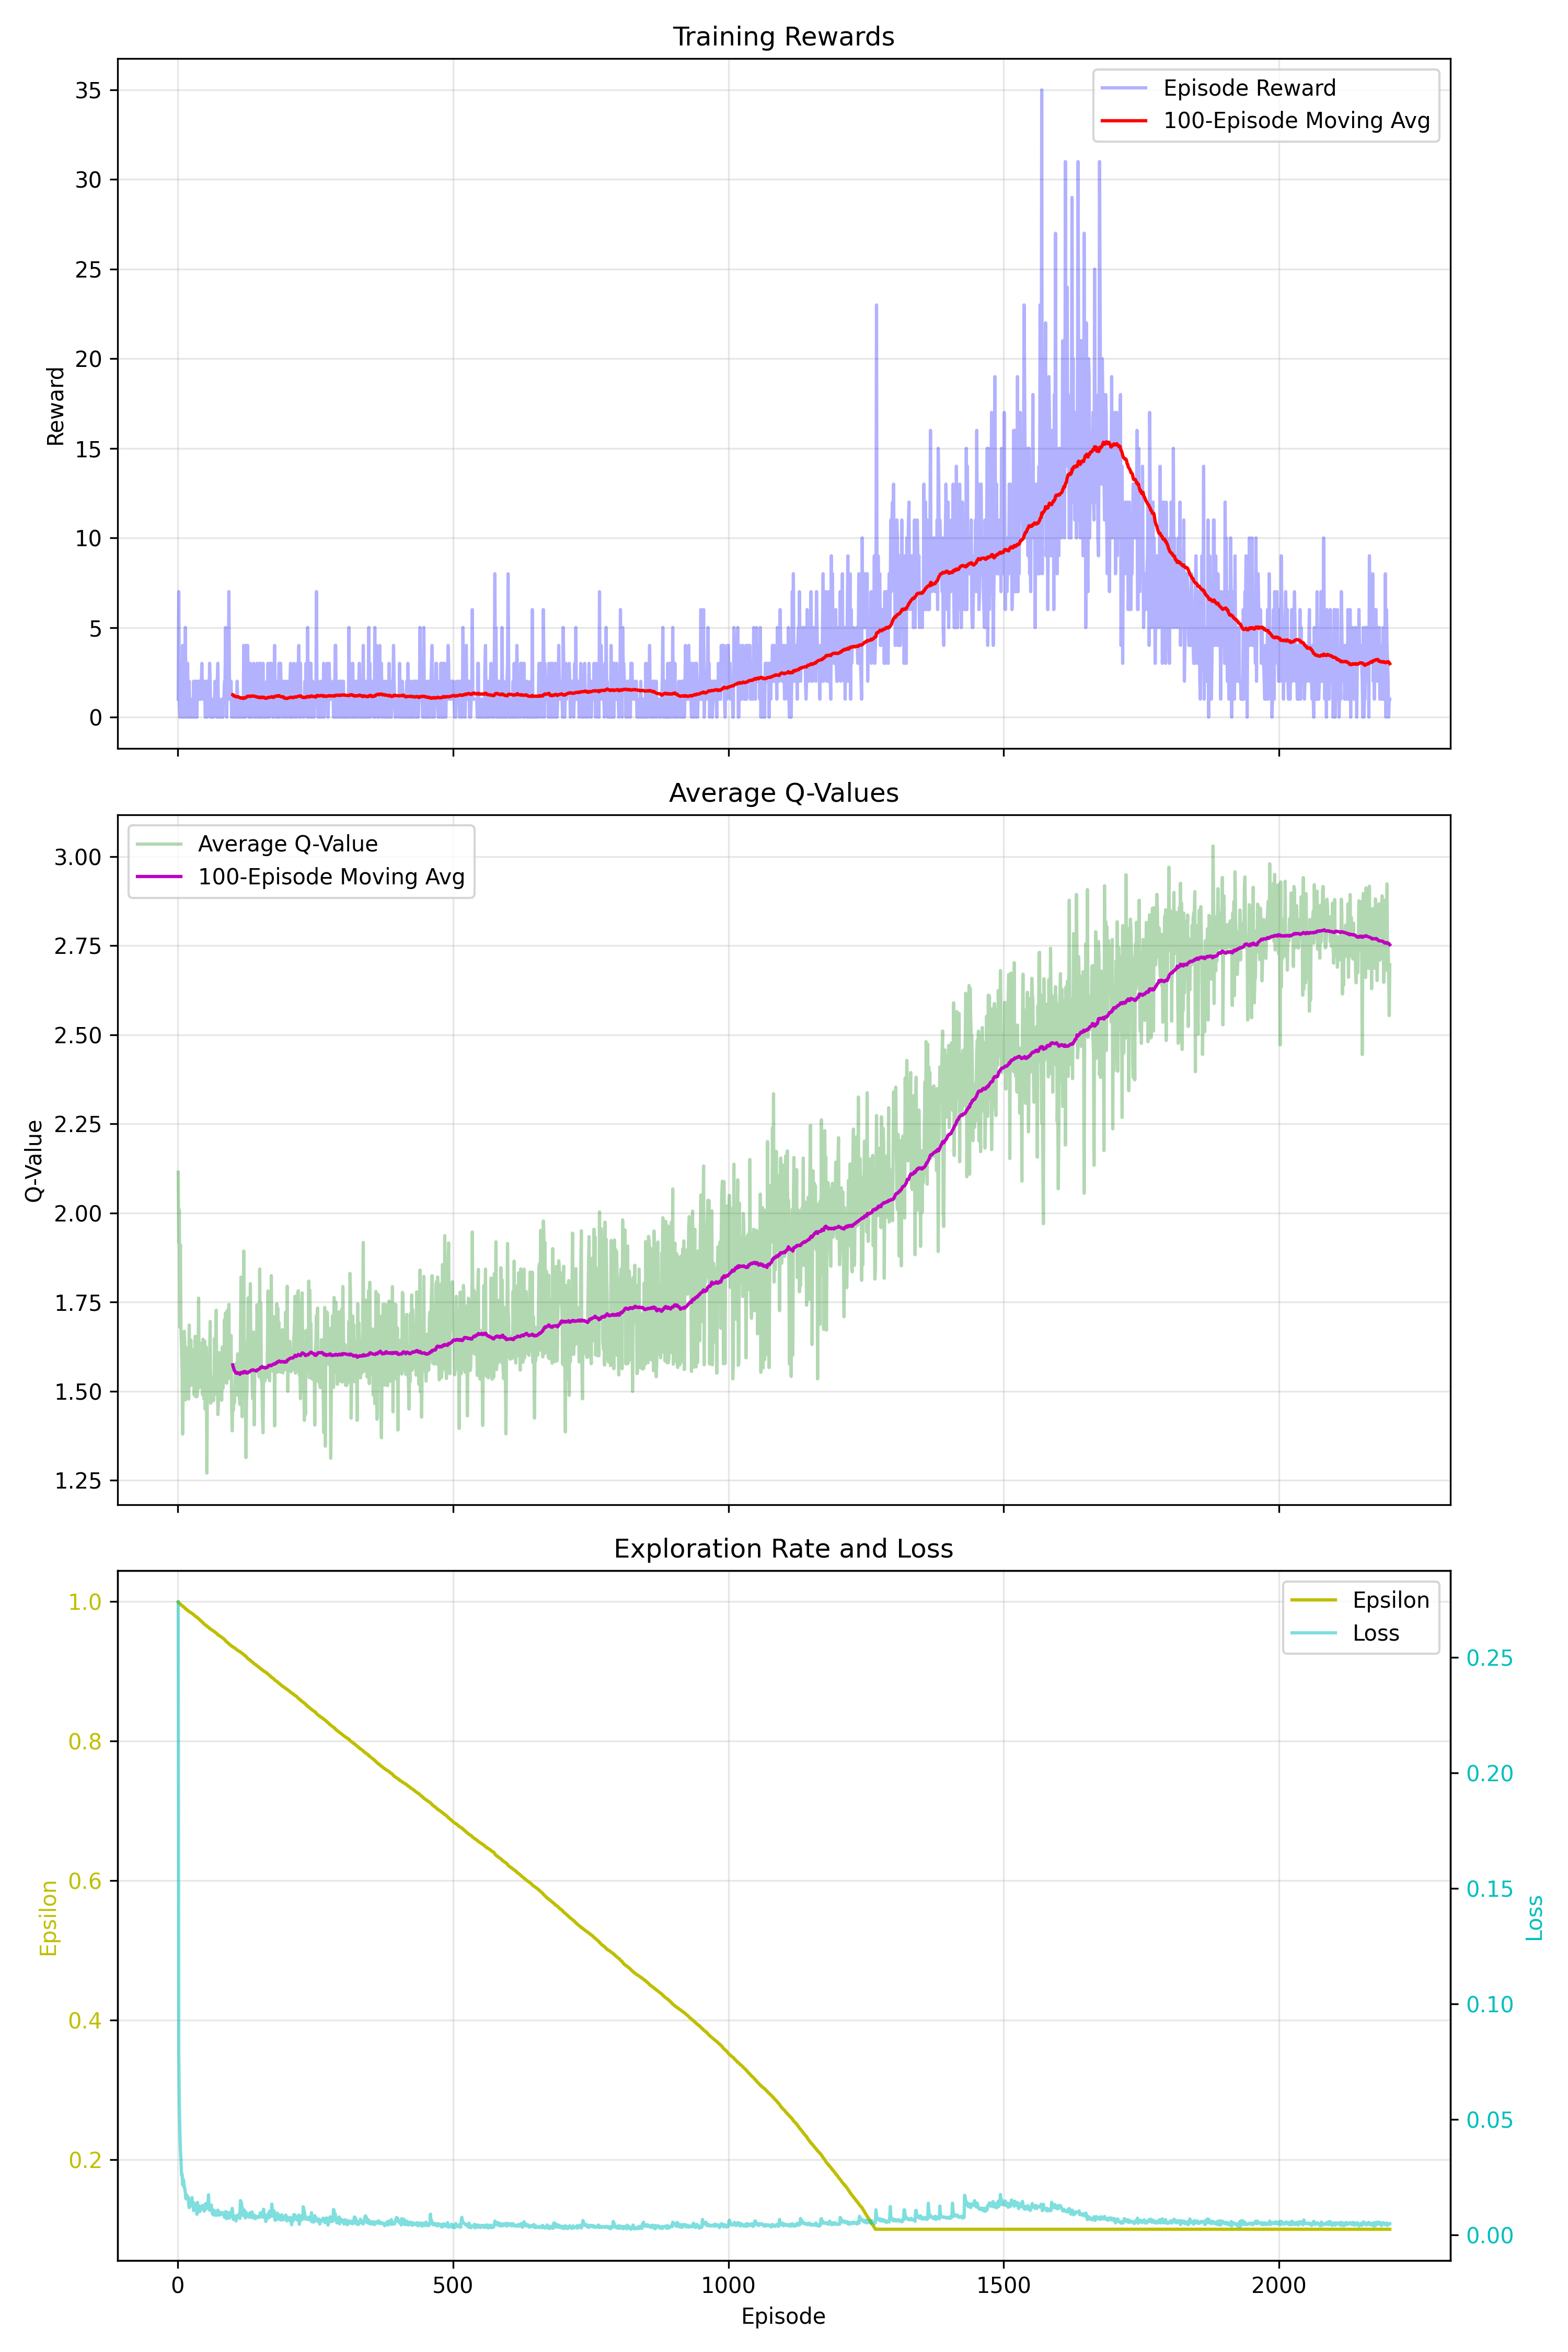 Training Rewards
Episode Reward
100-Episode Moving Avg
Reward
35
30
25
20
15
10
5
0
Average Q-Values
Average Q-Value
100-Episode Moving Avg
Q-Value
3.00
2.75
2.50
2.25
2.00
1.75
1.50
1.25
Exploration Rate and Loss
Epsilon
Loss
Epsilon
1.0
0.8
0.6
0.4
0.2
0.25
0.20
0.15
0.10
0.05
0.00
Loss
0
500
1000
1500
2000
Episode